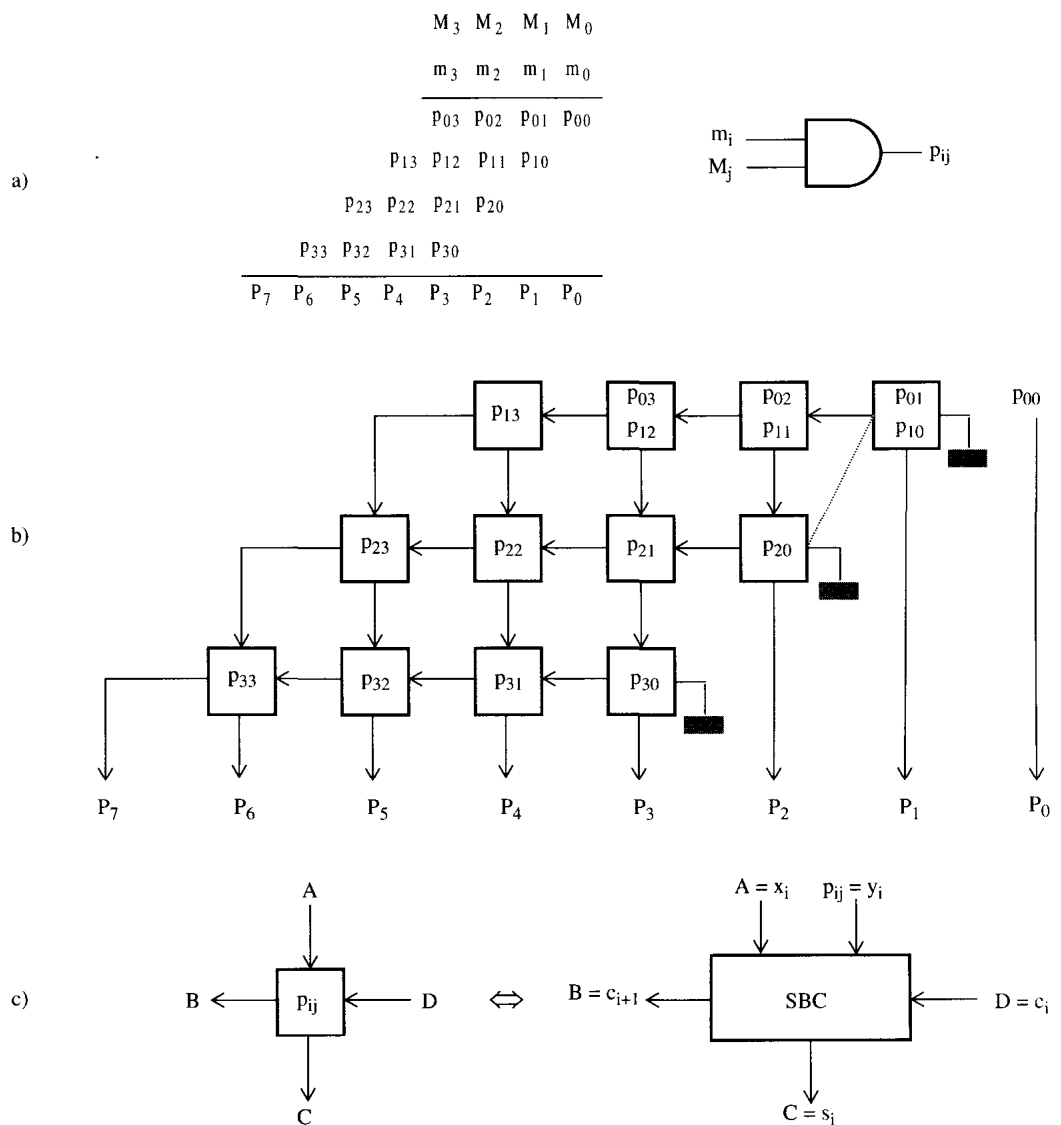 M₃ M₂ M₁ M₀
m₃ m₂ m₁ m₀
p₀₃ p₀₂ p₀₁ p₀₀
p₁₃ p₁₂ p₁₁ p₁₀
p₂₃ p₂₂ p₂₁ p₂₀
p₃₃ p₃₂ p₃₁ p₃₀
P₇ P₆ P₅ P₄ P₃ P₂ P₁ P₀
a)
mᵢ
Mⱼ
pᵢⱼ
b)
p₁₃
p₀₃
p₁₂
p₀₂
p₁₁
p₀₁
p₁₀
p₀₀
p₂₃ p₂₂ p₂₁ p₂₀
p₃₃ p₃₂ p₃₁ p₃₀
P₇ P₆ P₅ P₄ P₃ P₂ P₁ P₀
c)
A
B pᵢⱼ D
C
⇔
A = xᵢ pᵢⱼ = yᵢ
B = cᵢ₊₁ SBC D = cᵢ
C = sᵢ